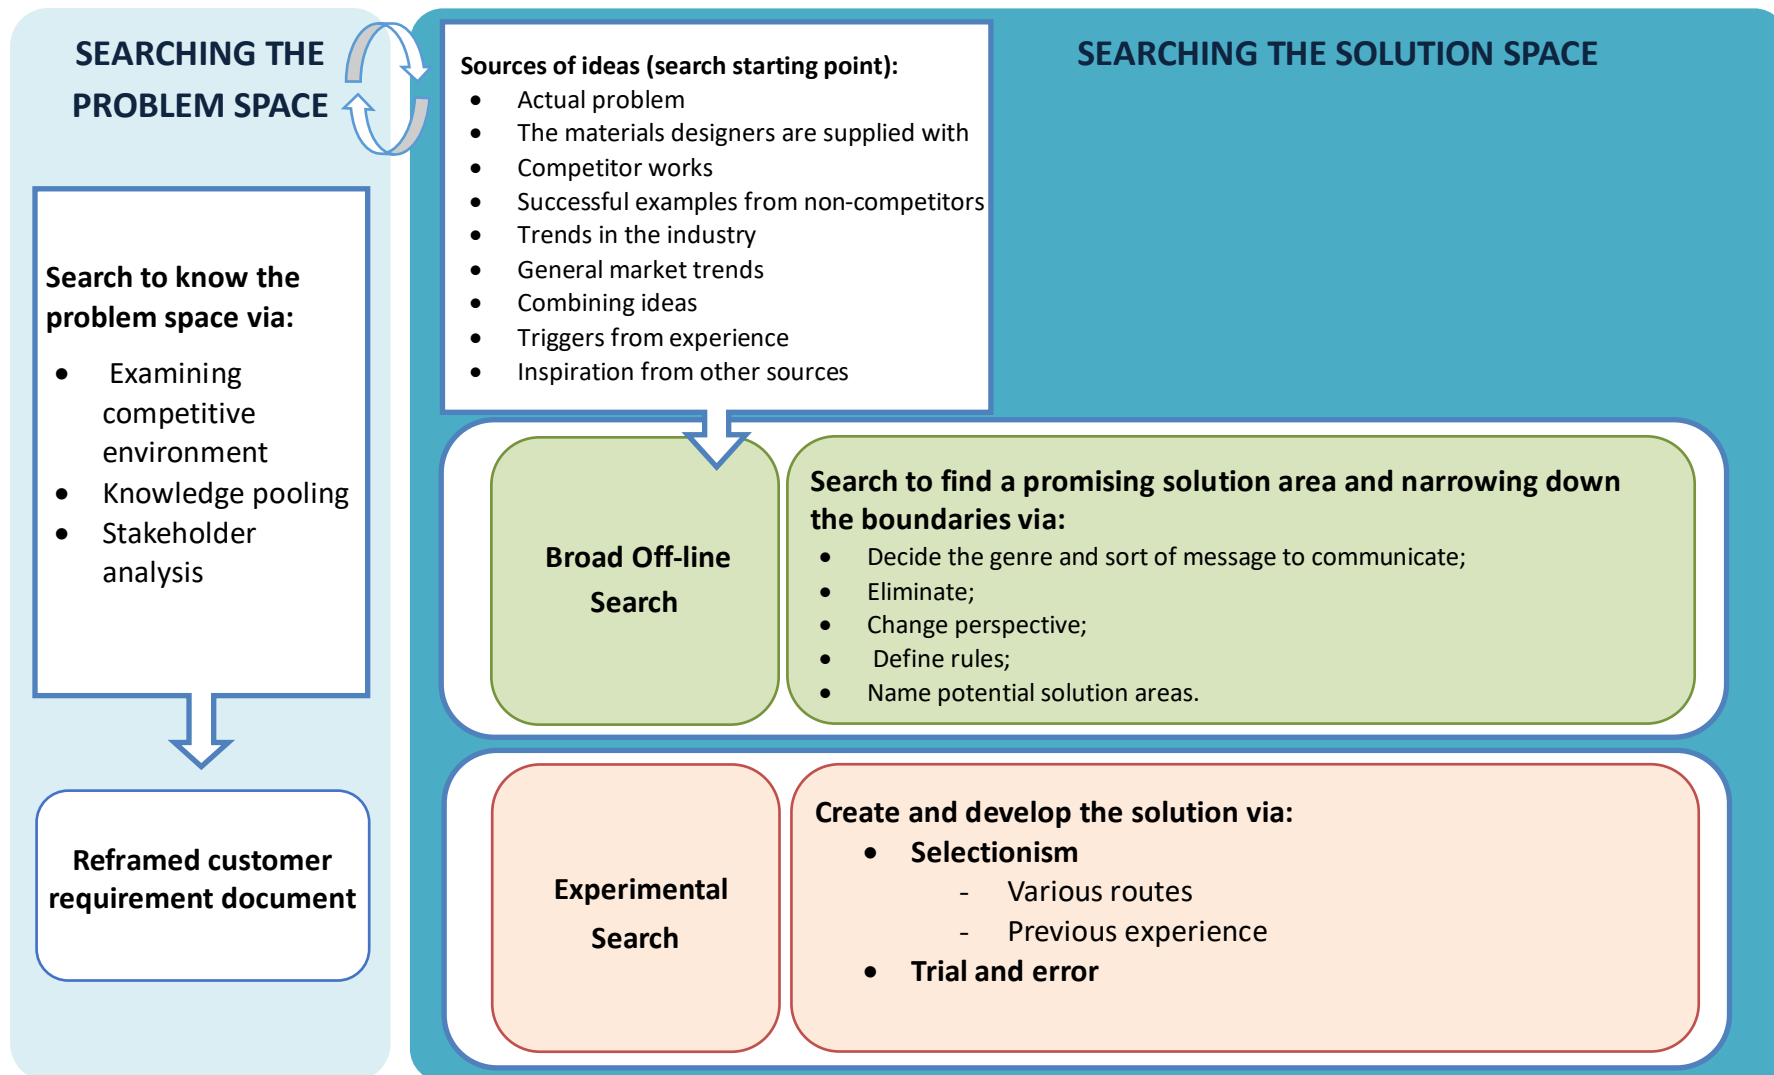 SEARCHING THE
PROBLEM SPACE
Search to know the
problem space via:
• Examining
competitive
environment
• Knowledge pooling
• Stakeholder
analysis
Reframed customer
requirement document
SEARCHING THE SOLUTION SPACE
Sources of ideas (search starting point):
• Actual problem
• The materials designers are supplied with
• Competitor works
• Successful examples from non-competitors
• Trends in the industry
• General market trends
• Combining ideas
• Triggers from experience
• Inspiration from other sources
Broad Off-line
Search
Search to find a promising solution area and narrowing down
the boundaries via:
• Decide the genre and sort of message to communicate;
• Eliminate;
• Change perspective;
• Define rules;
• Name potential solution areas.
Experimental
Search
Create and develop the solution via:
• Selectionism
- Various routes
- Previous experience
• Trial and error